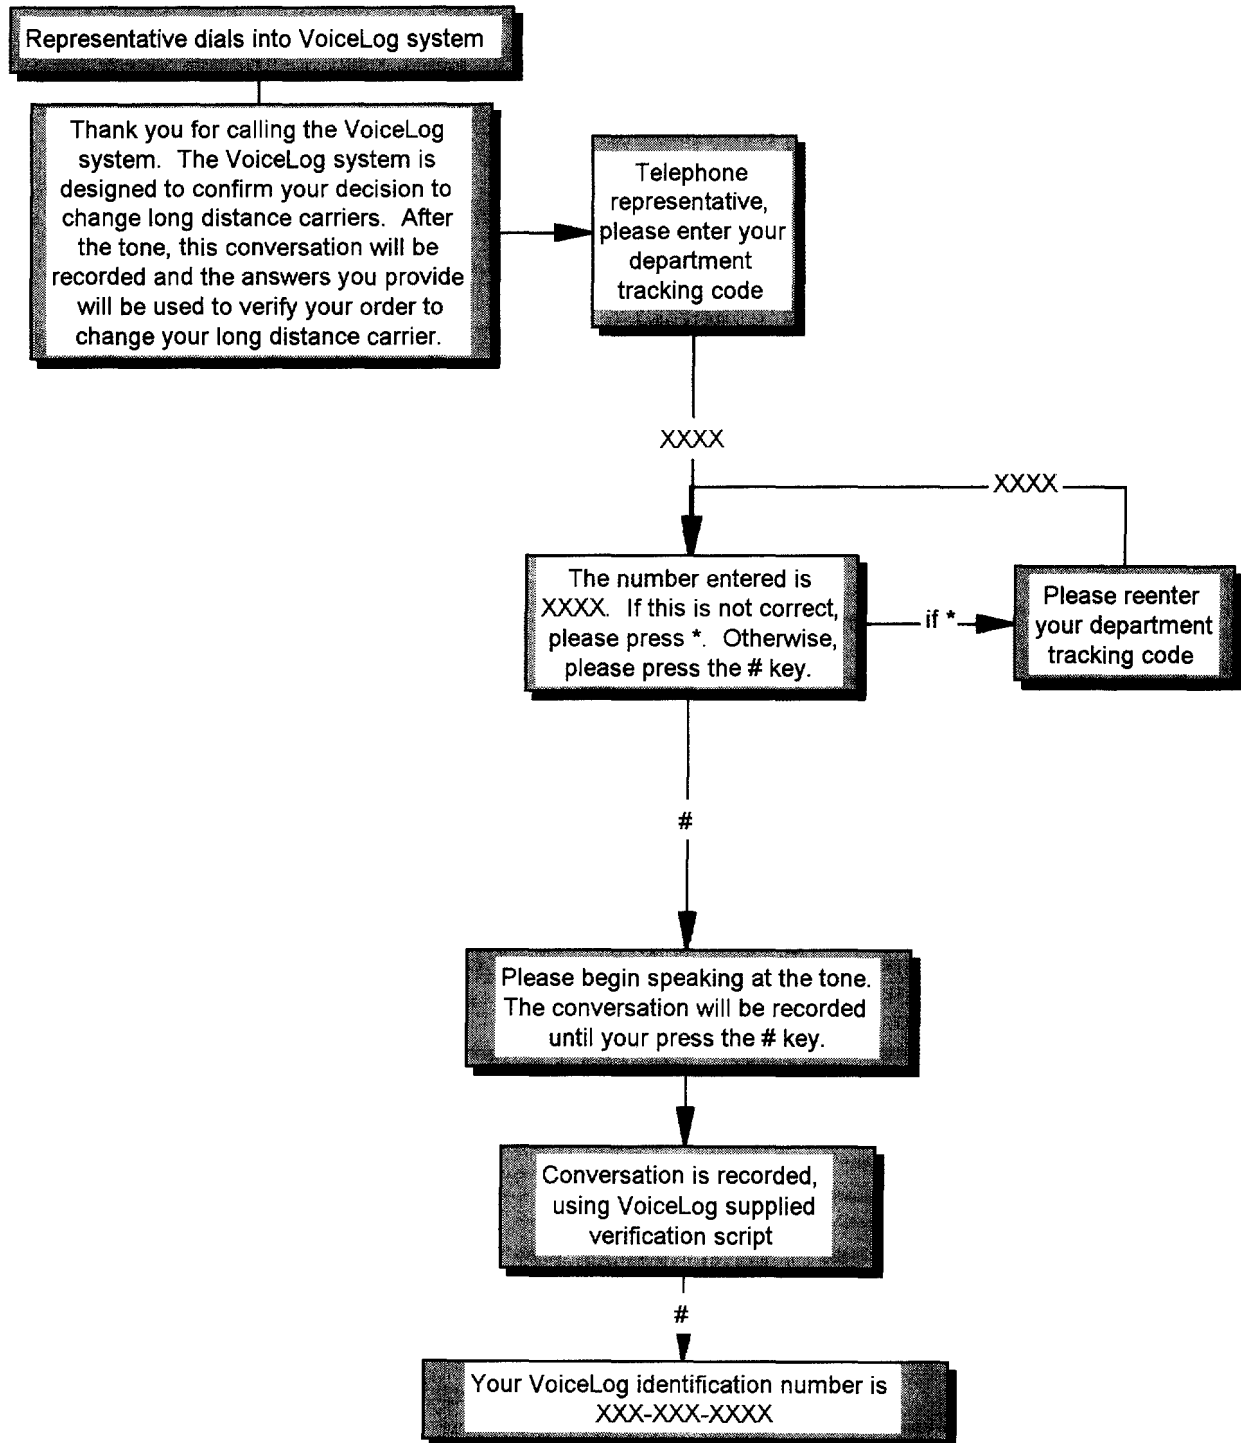 Representative dials into VoiceLog system
Thank you for calling the VoiceLog
system. The VoiceLog system is
designed to confirm your decision to
change long distance carriers. After
the tone, this conversation will be
recorded and the answers you provide
will be used to verify your order to
change your long distance carrier.
Telephone
representative,
please enter your
department
tracking code
XXXX
XXXX
The number entered is
XXXX. If this is not correct,
please press *. Otherwise,
please press the # key.
if *
Please reenter
your department
tracking code
#
Please begin speaking at the tone.
The conversation will be recorded
until your press the # key.
Conversation is recorded,
using VoiceLog supplied
verification script
#
Your VoiceLog identification number is
XXX-XXX-XXXX